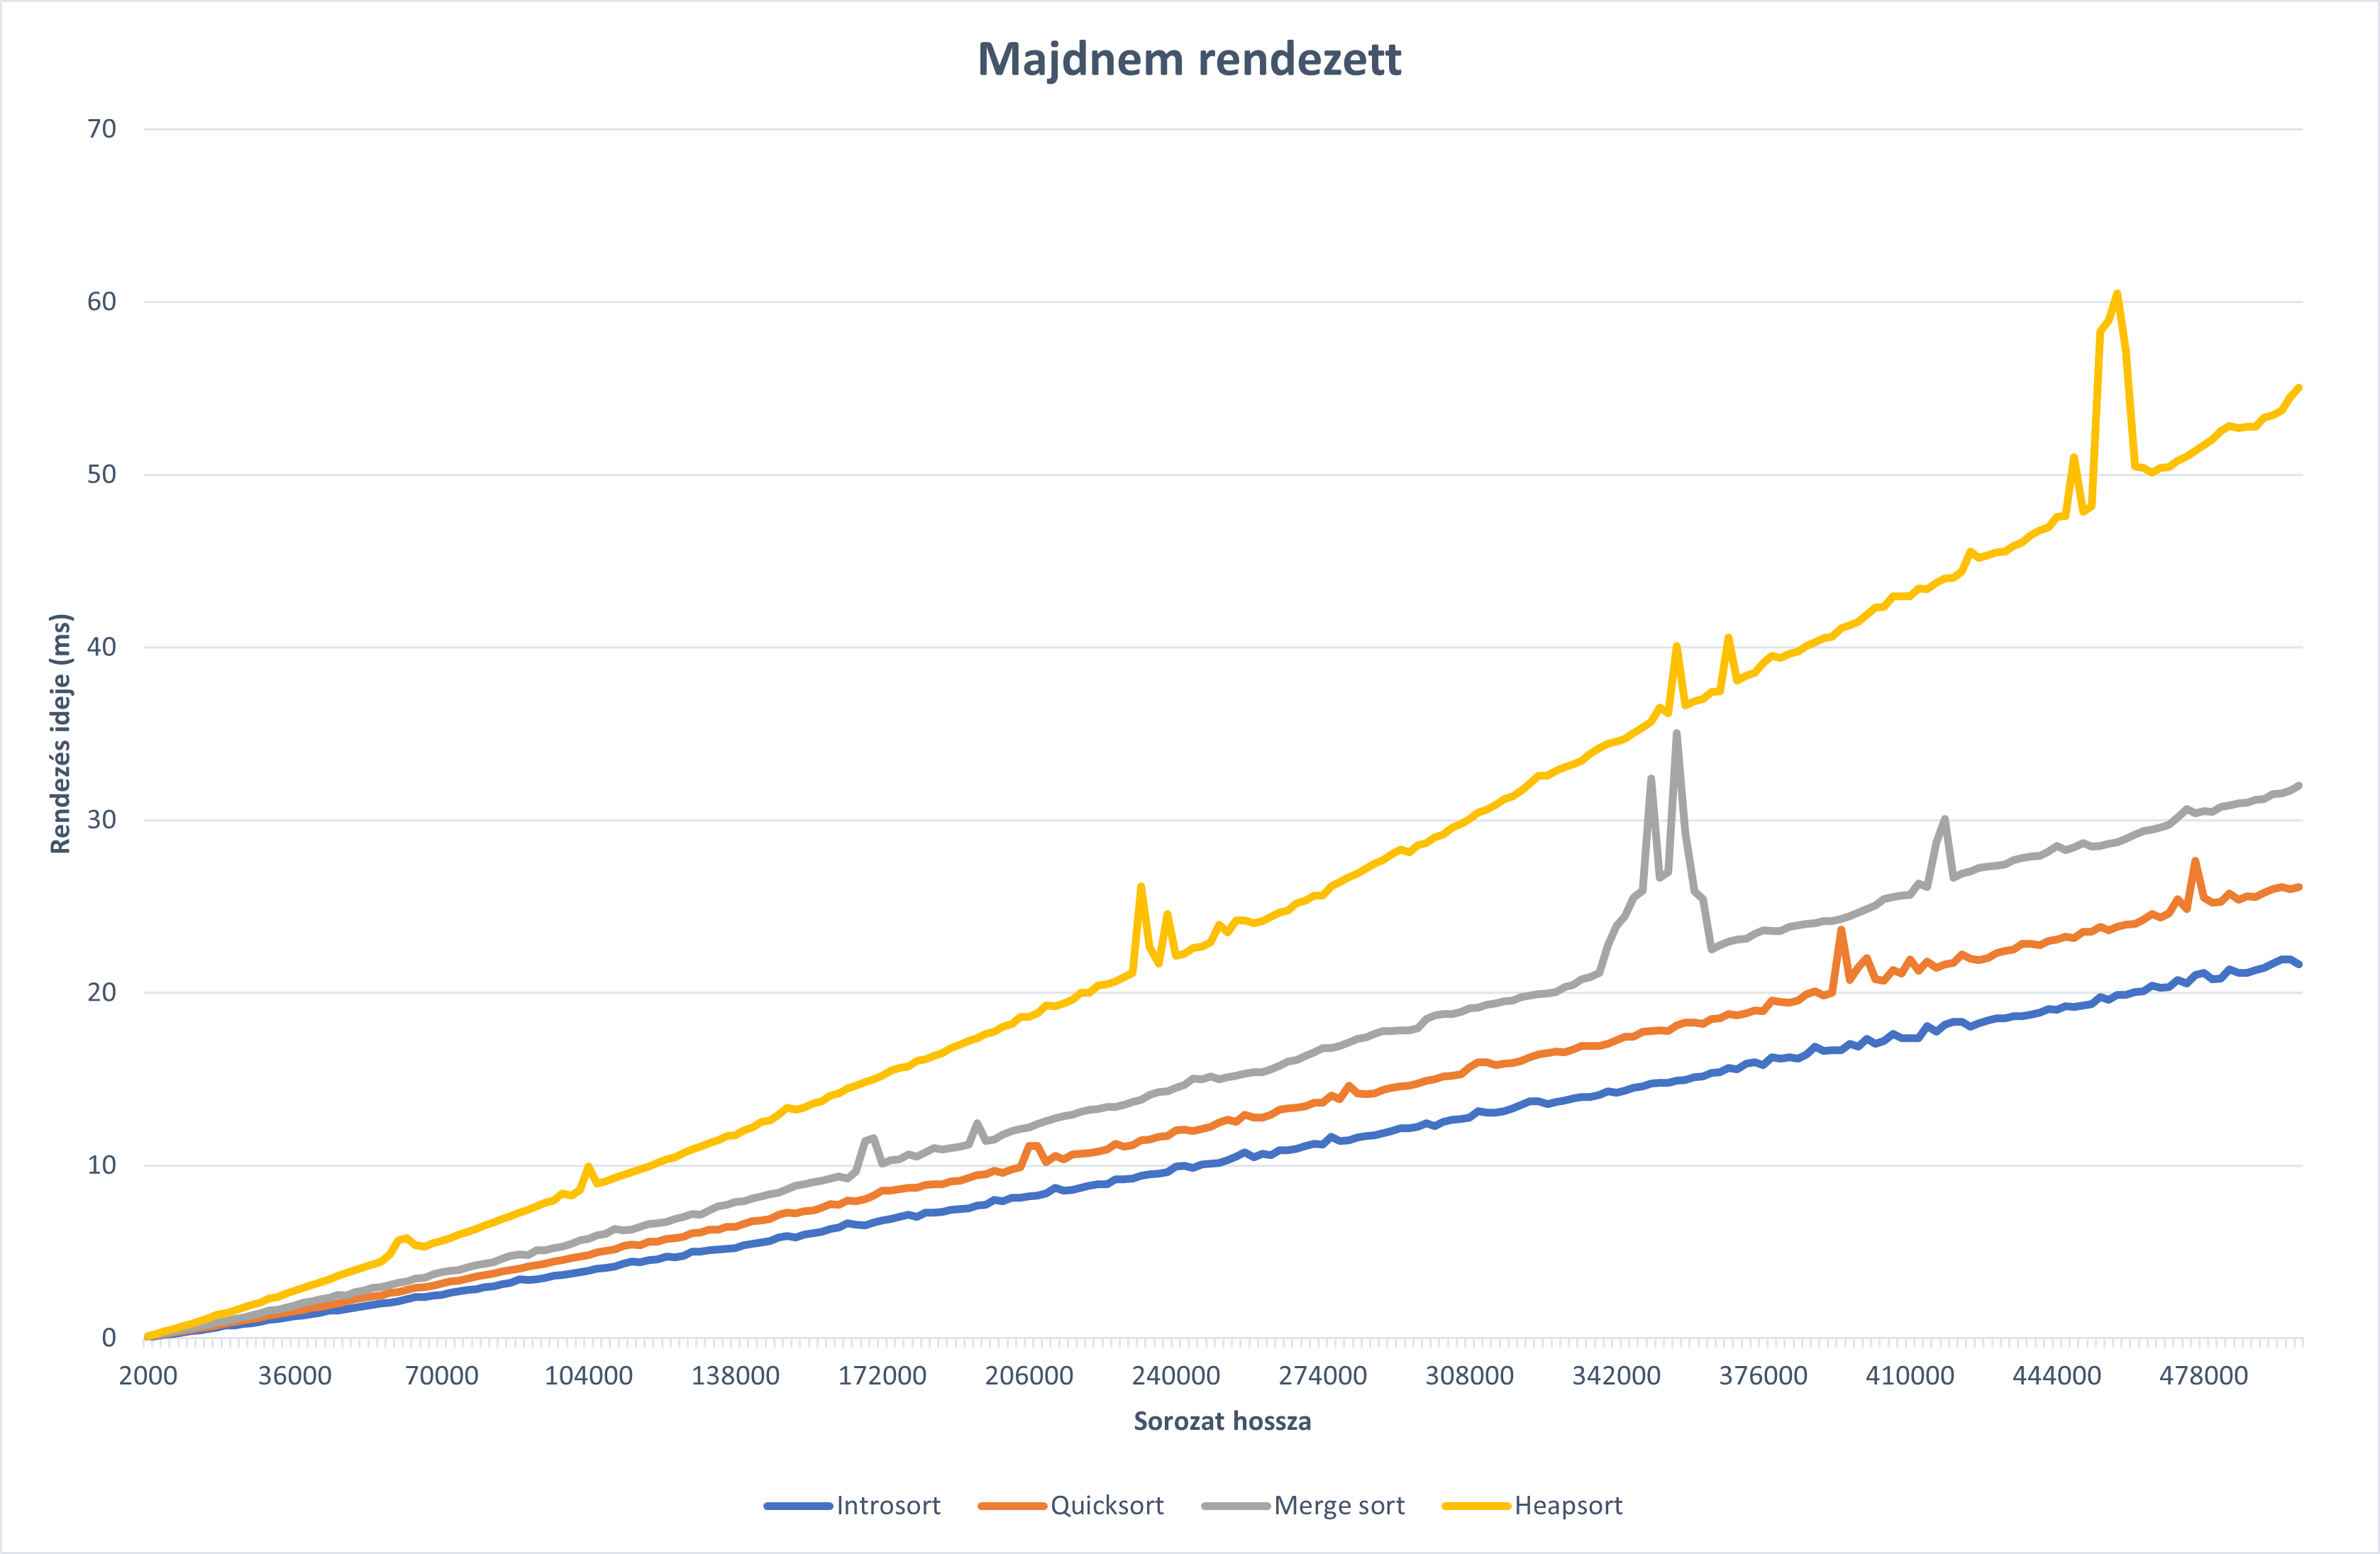 Majdnem rendezett
70
60
50
40
30
20
10
0
Rendezés ideje (ms)
2000 36000 70000 104000 138000 172000 206000 240000 274000 308000 342000 376000 410000 444000 478000
Sorozat hossza
Introsort Quicksort Merge sort Heapsort